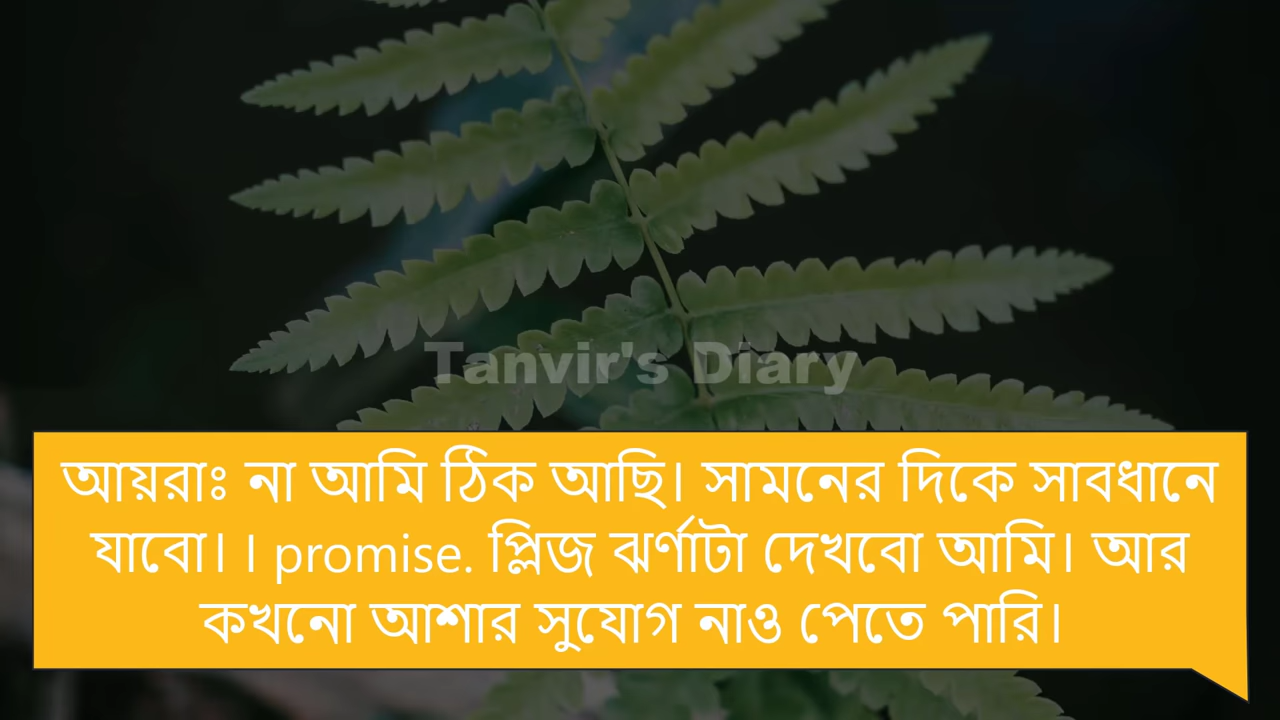 Tanvir's Diary
আয়রাঃ না আমি ঠিক আছি। সামনের দিকে সাবধানে
যাবো। I promise. প্লিজ ঝর্ণাটা দেখবো আমি। আর
কখনো আশার সুযোগ নাও পেতে পারি।